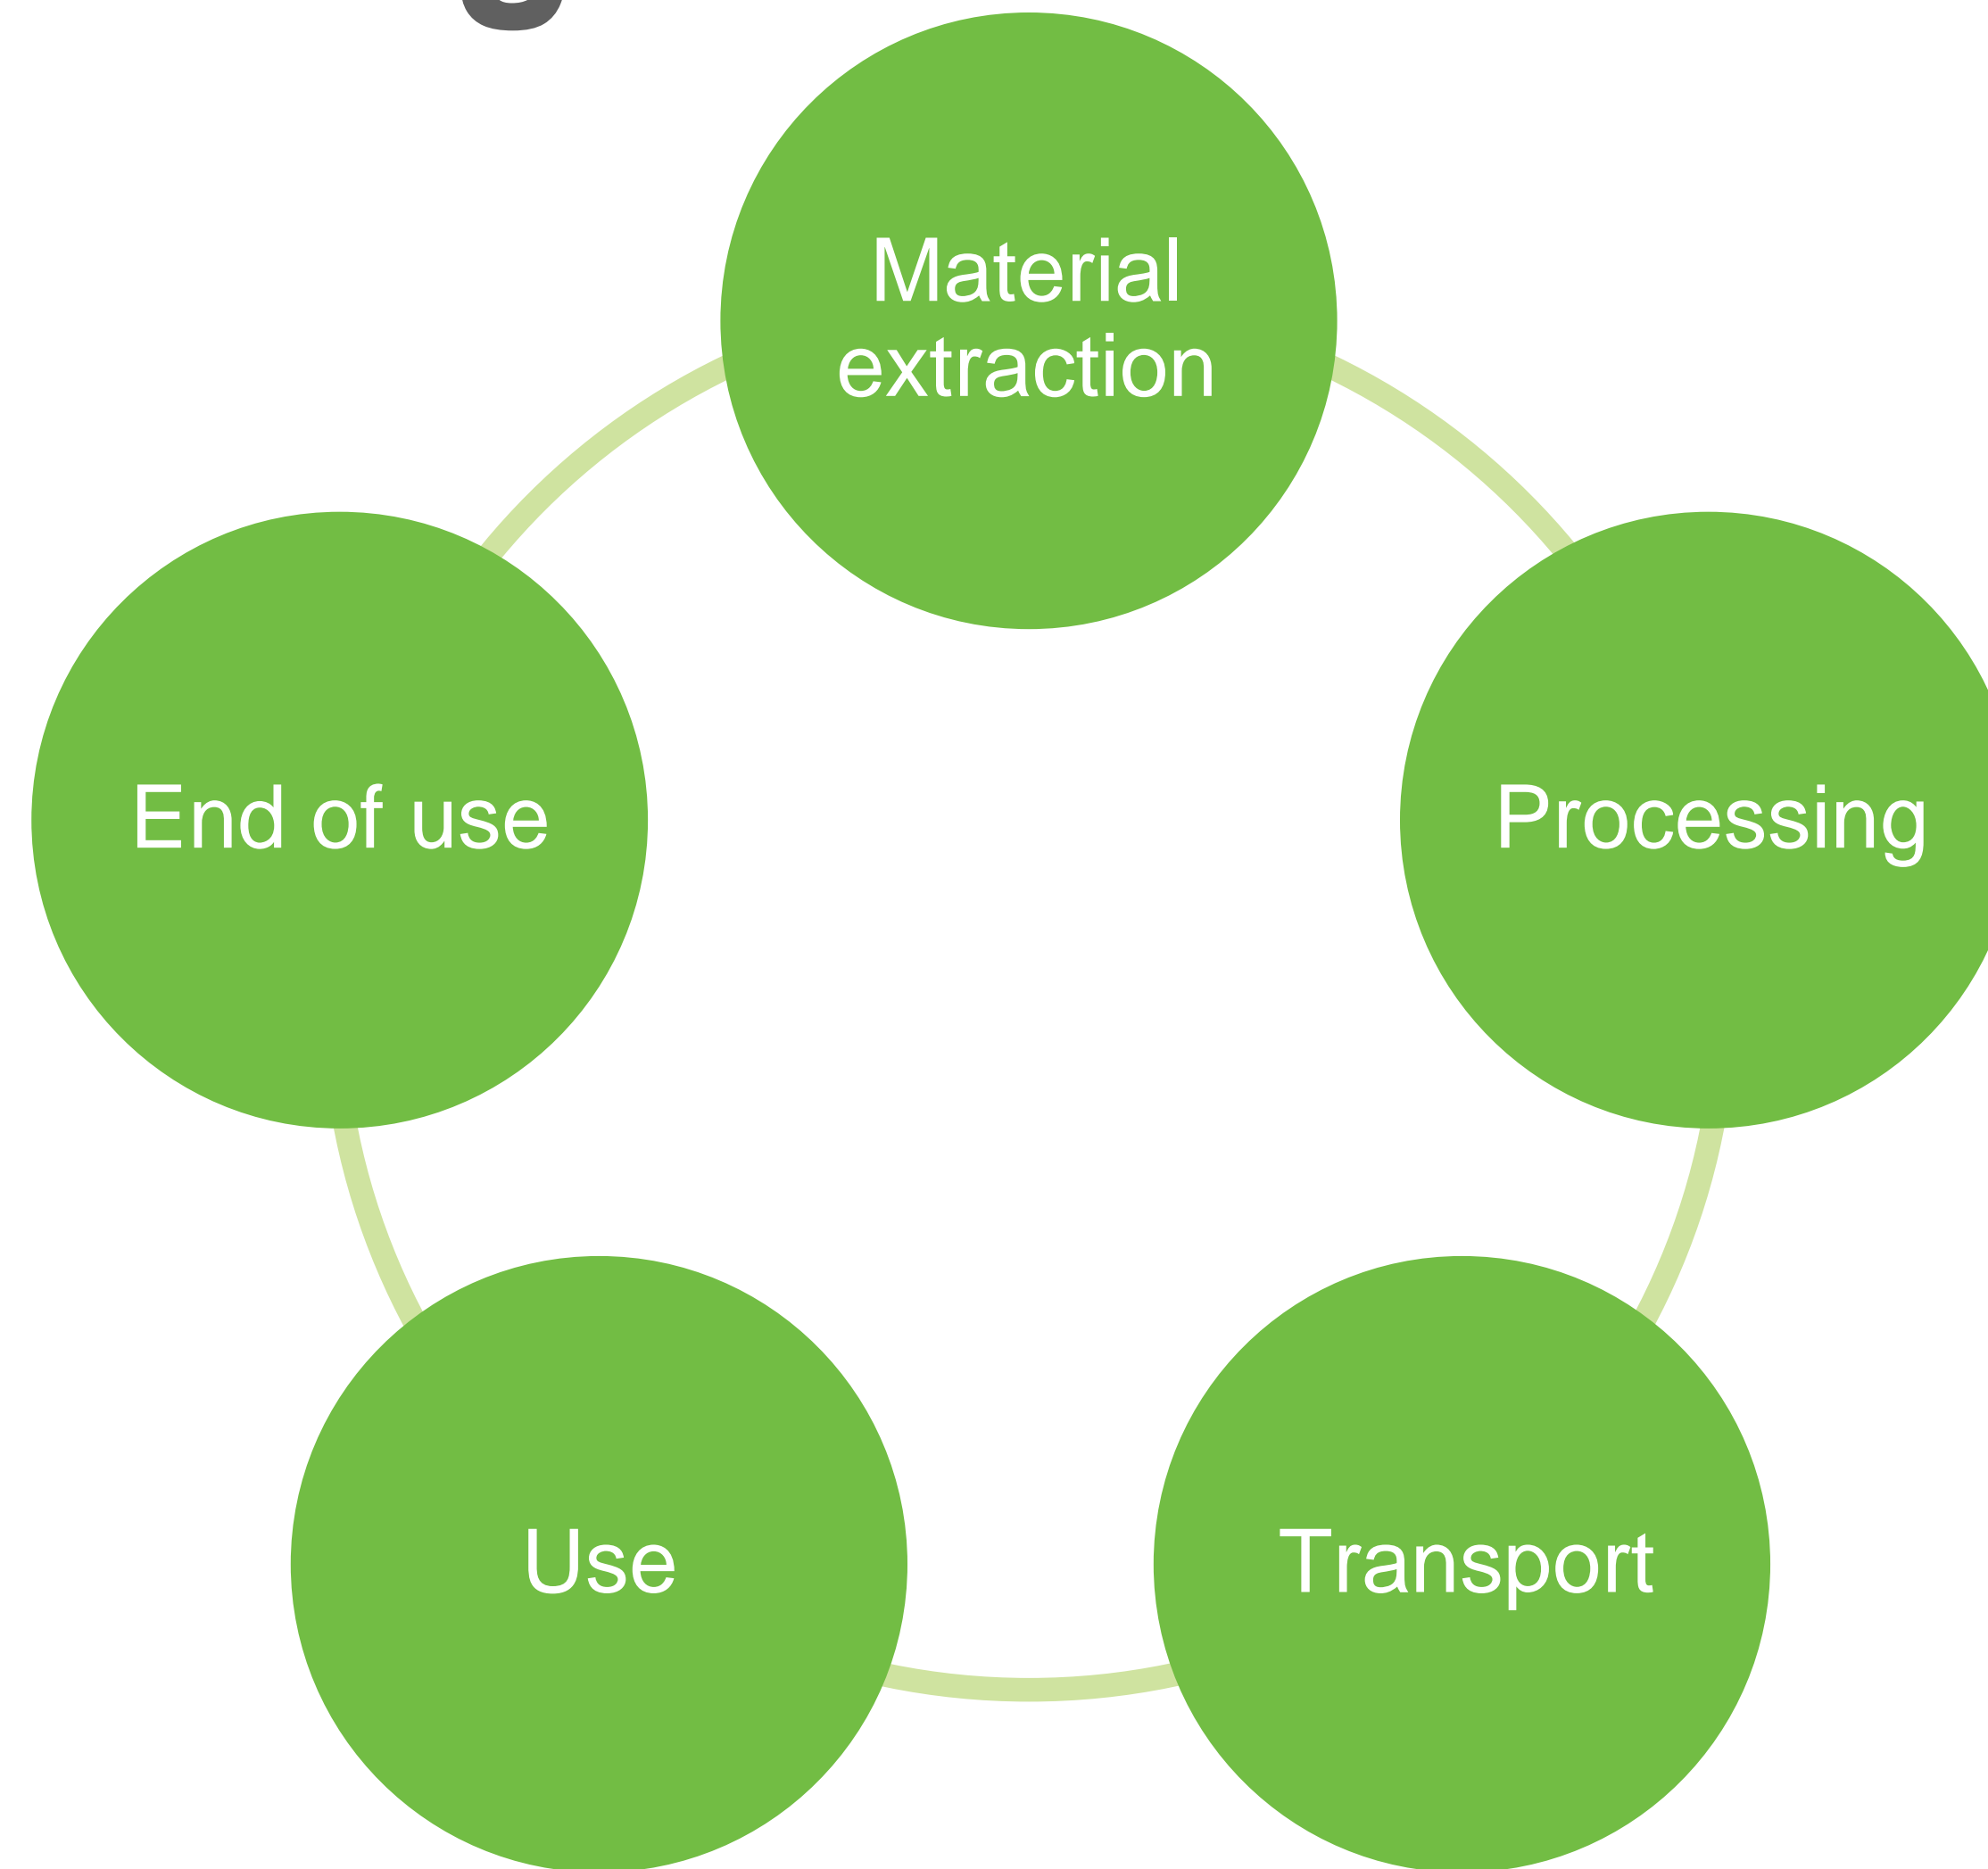 Material
extraction
Processing
Transport
Use
End of use